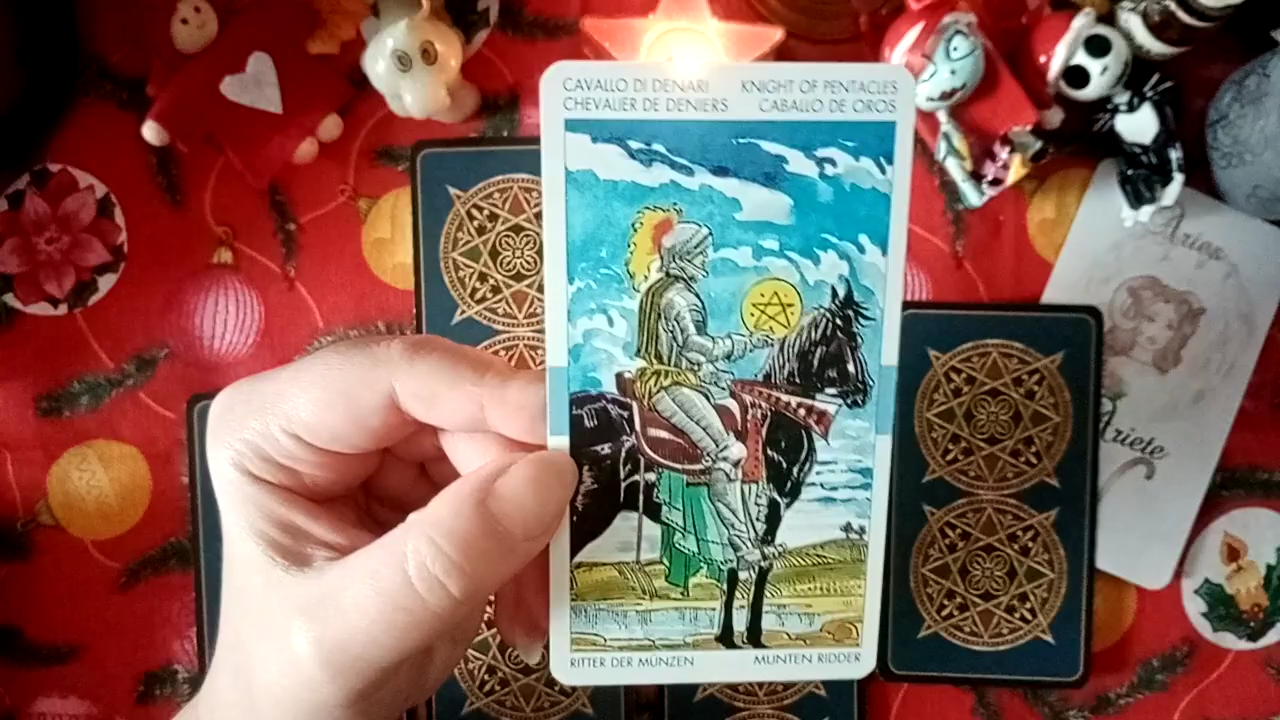 CAVALLO DI DENARI KNIGHT OF PENTACLES
CHEVALIER DE DENIERS CABALLO DE OROS
RITTER DER MÜNZEN MUNTEN RIDDER
Aries
Ariete